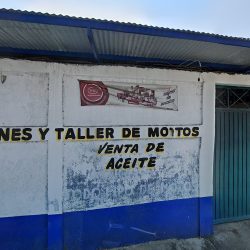 NES Y TALLER DE MOTOS
VENTA DE
ACEITE